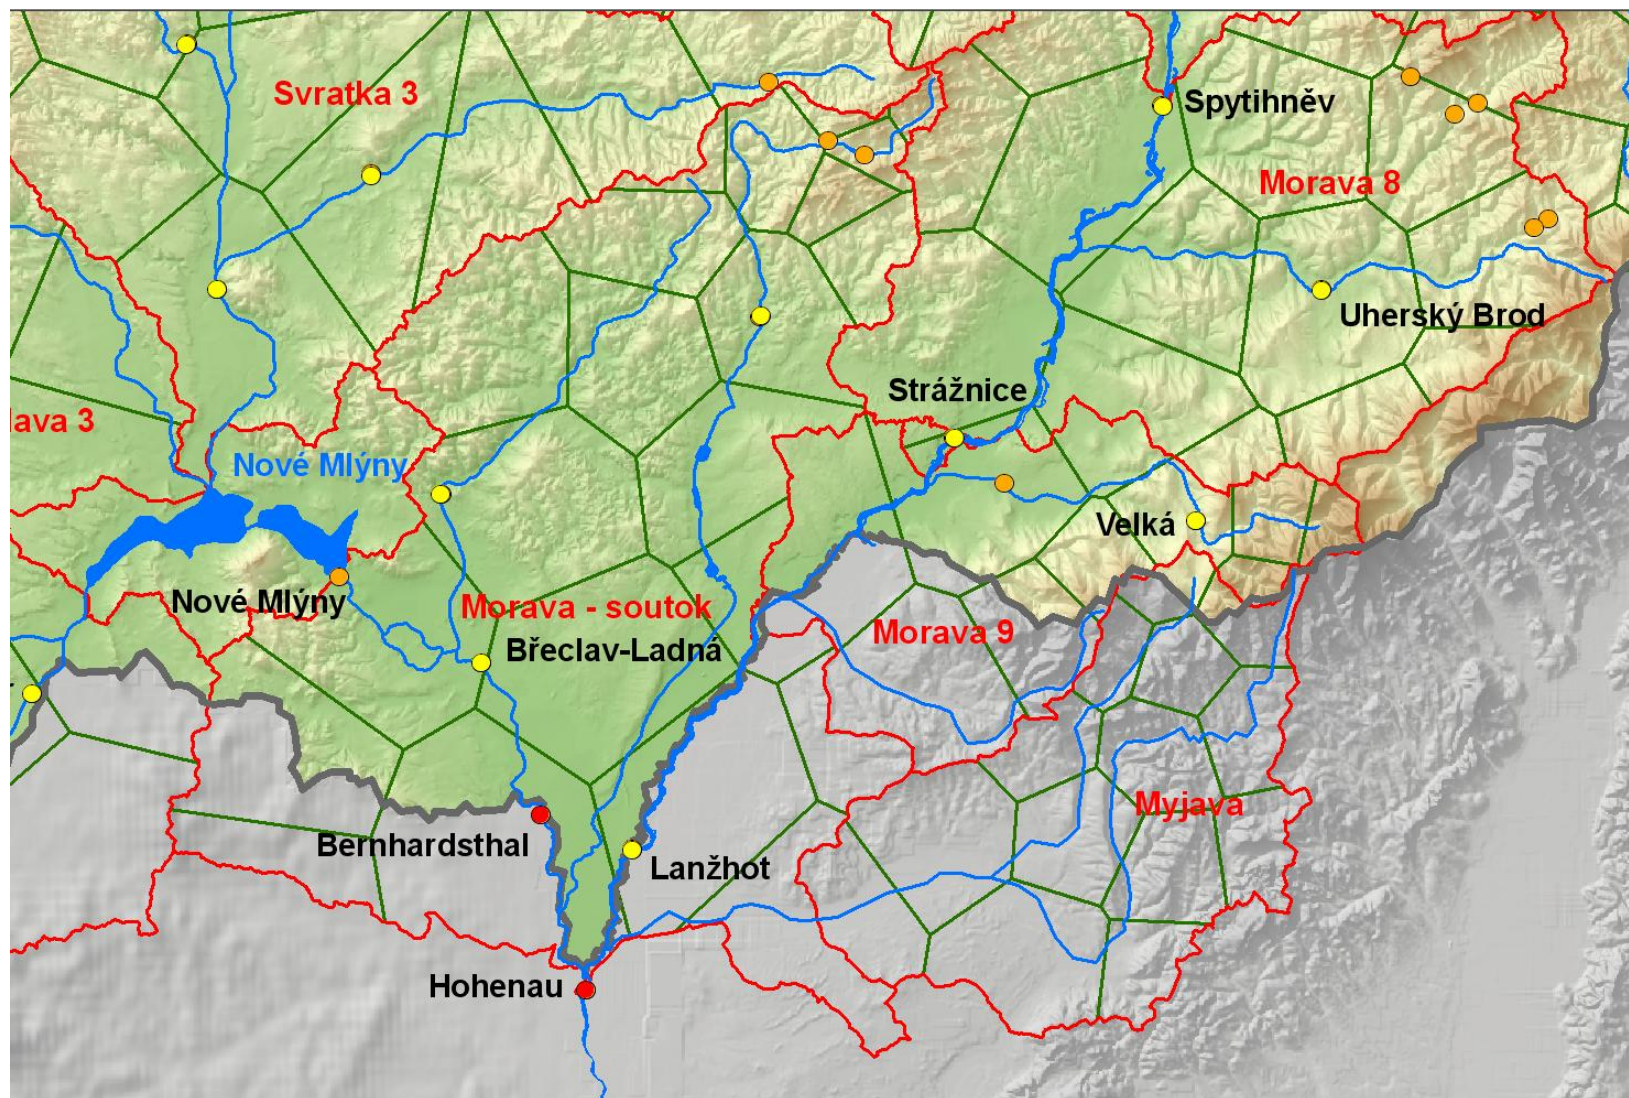 Svratka 3
Spytihněv
Morava 8
Uherský Brod
Strážnice
lava 3
Nové Mlýny
Velká
Nové Mlýny
Morava - soutok
Morava 9
Břeclav-Ladná
Myjava
Bernhardsthal
Lanžhot
Hohenau